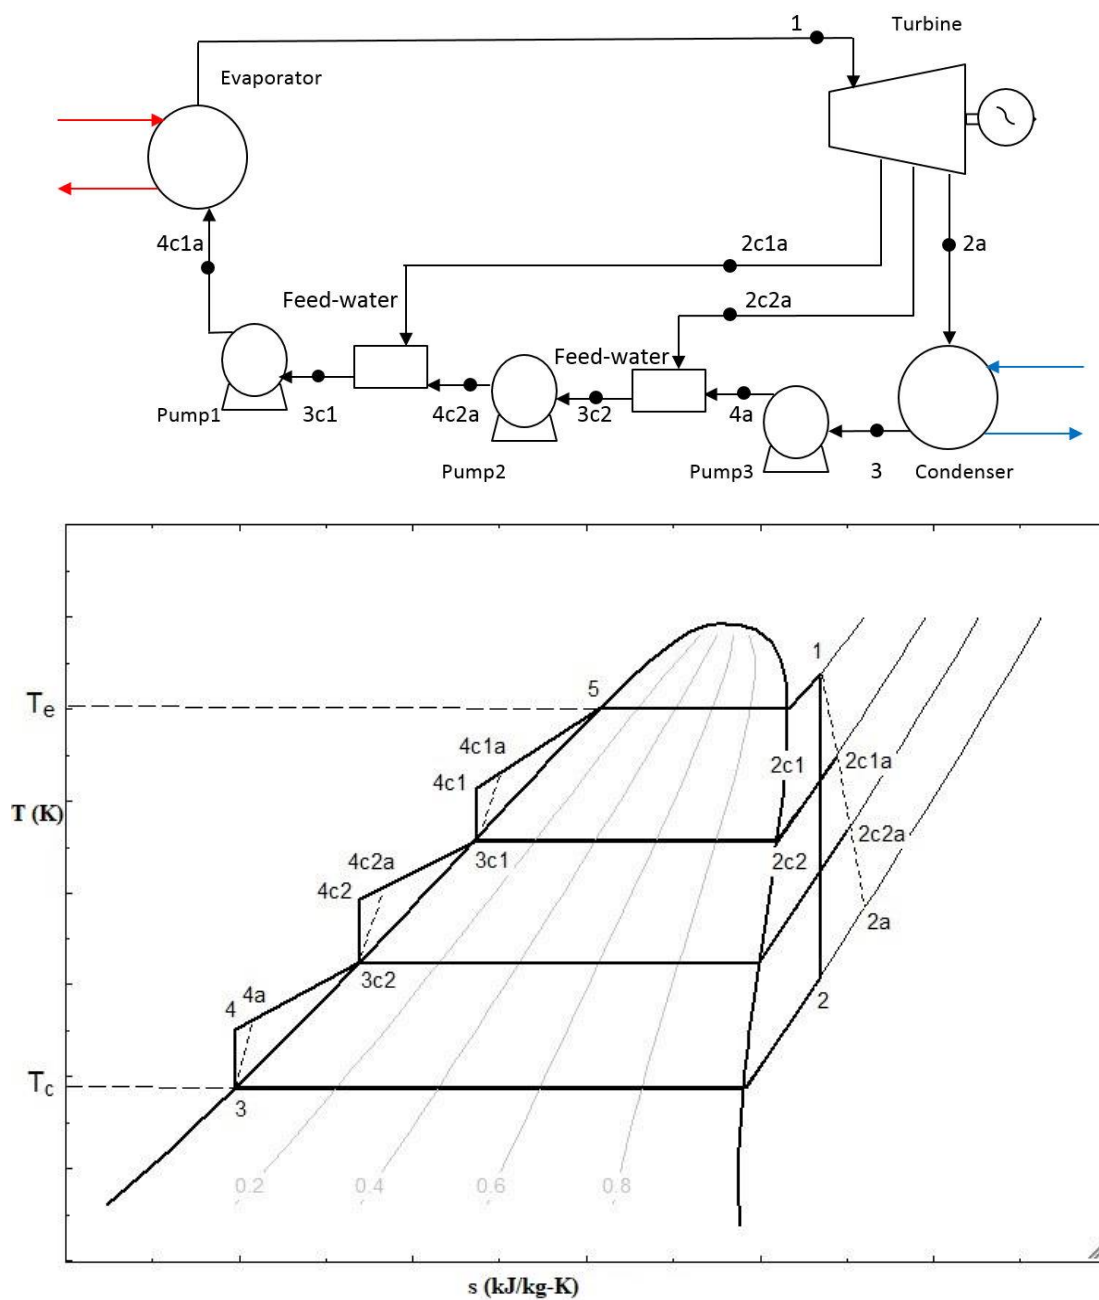 1
Turbine
Evaporator
4c1a
2c1a
2a
Feed-water
2c2a
Feed-water
Pump1
3c1
4c2a
3c2
4a
Pump2
Pump3
3
Condenser
1
5
Te
4c1a
4c1
2c1
2c1a
T (K)
3c1
4c2a
4c2
2c2
2c2a
2a
3c2
4a
4
2
Tc
3
0.2
0.4
0.6
0.8
s (kJ/kg-K)